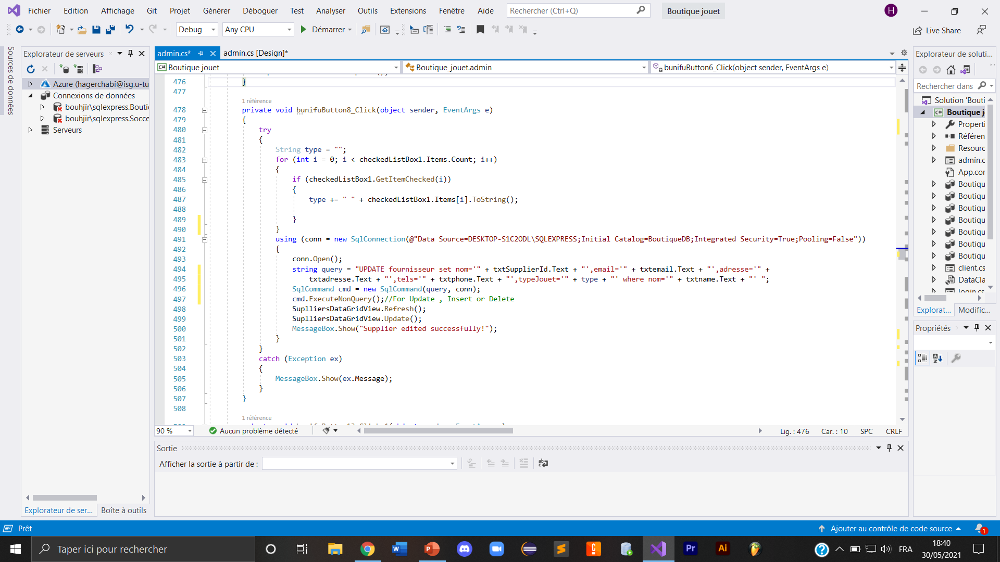 Fichier Edition Affichage Git Projet Générer Déboguer Test Analyser Outils Extensions Fenêtre Aide Rechercher (Ctrl+Q) Boutique jouet H
Debug Any CPU Démarrer Live Share
Sources de données
Explorateur de serveurs
Azure (hagerchabi@isg.u-tu
Connexions de données
bouhjir\sqlexpress.Bouti
bouhjir\sqlexpress.Socce
Serveurs
Explorateur de ser... Boîte à outils
admin.cs* admin.cs [Design]*
C# Boutique jouet Boutique_jouet.admin bunifuButton6_Click(object sender, EventArgs e)
476 }
477
1 référence
478 private void bunifuButton8_Click(object sender, EventArgs e)
479 {
480 try
481 {
482 String type = "";
483 for (int i = 0; i < checkedListBox1.Items.Count; i++)
484 {
485 if (checkedListBox1.GetItemChecked(i))
486 {
487 type += " " + checkedListBox1.Items[i].ToString();
488
489 }
490 }
491 using (conn = new SqlConnection(@"Data Source=DESKTOP-S1C2ODL\SQLEXPRESS;Initial Catalog=BoutiqueDB;Integrated Security=True;Pooling=False"))
492 {
493 conn.Open();
494 string query = "UPDATE fournisseur set nom='" + txtSupplierId.Text + "',email='" + txtemail.Text + "',adresse='" +
495 txtadresse.Text + "',tels='" + txtphone.Text + "',typeJouet='" + type + "' where nom='" + txtname.Text + "' ";
496 SqlCommand cmd = new SqlCommand(query, conn);
497 cmd.ExecuteNonQuery();//For Update , Insert or Delete
498 SuplliersDataGridView.Refresh();
499 SuplliersDataGridView.Update();
500 MessageBox.Show("Supplier edited successfully!");
501 }
502 }
503 catch (Exception ex)
504 {
505 MessageBox.Show(ex.Message);
506 }
507 }
508
1 référence
90 % Aucun problème détecté Lig. : 476 Car. : 10 SPC CRLF
Sortie
Afficher la sortie à partir de :
Explorateur de soluti...
Rechercher dans
Solution 'Bouti
C# Boutique j
Properti
Référen
Resourc
admin.c
App.cor
Boutiqu
Boutiqu
Boutiqu
Boutiqu
Boutiqu
Boutiqu
Boutiqu
client.cs
DataCla
login.cs
Explorat... Modific...
Propriétés
Prêt Ajouter au contrôle de code source 1
Taper ici pour rechercher FRA
18:40
30/05/2021